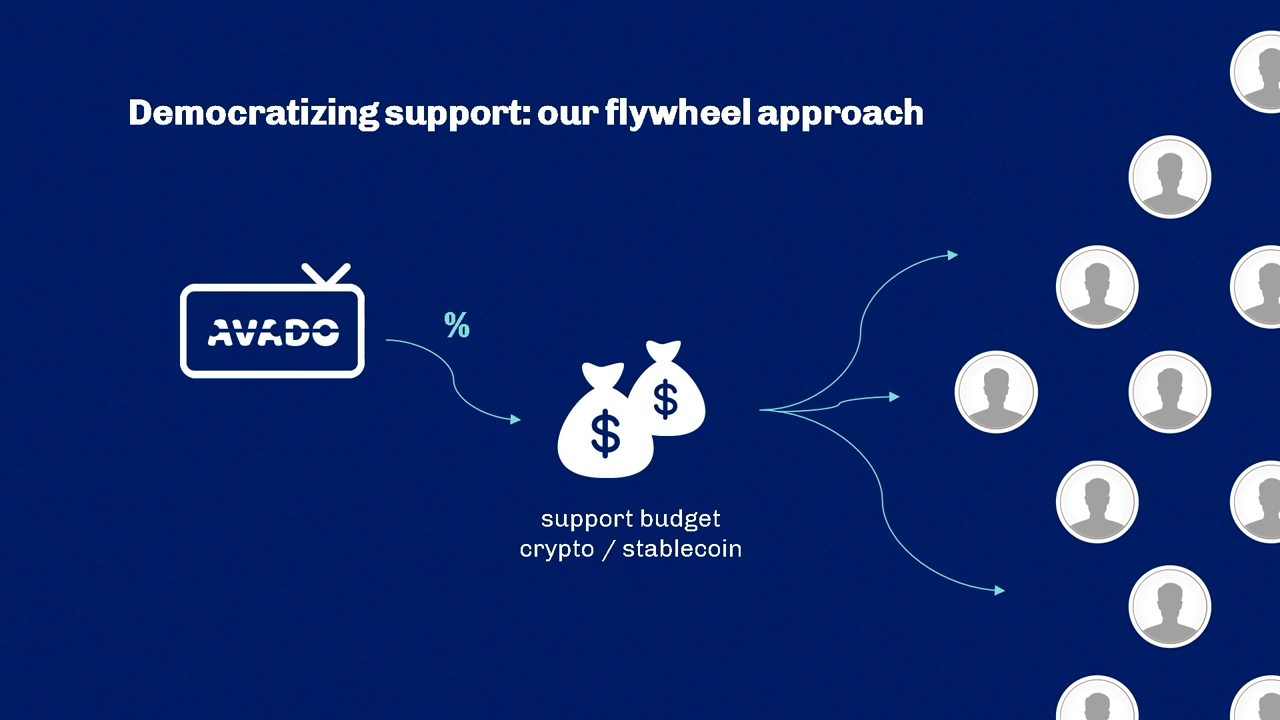 Democratizing support: our flywheel approach
AVADO
%
$
$
support budget
crypto / stablecoin